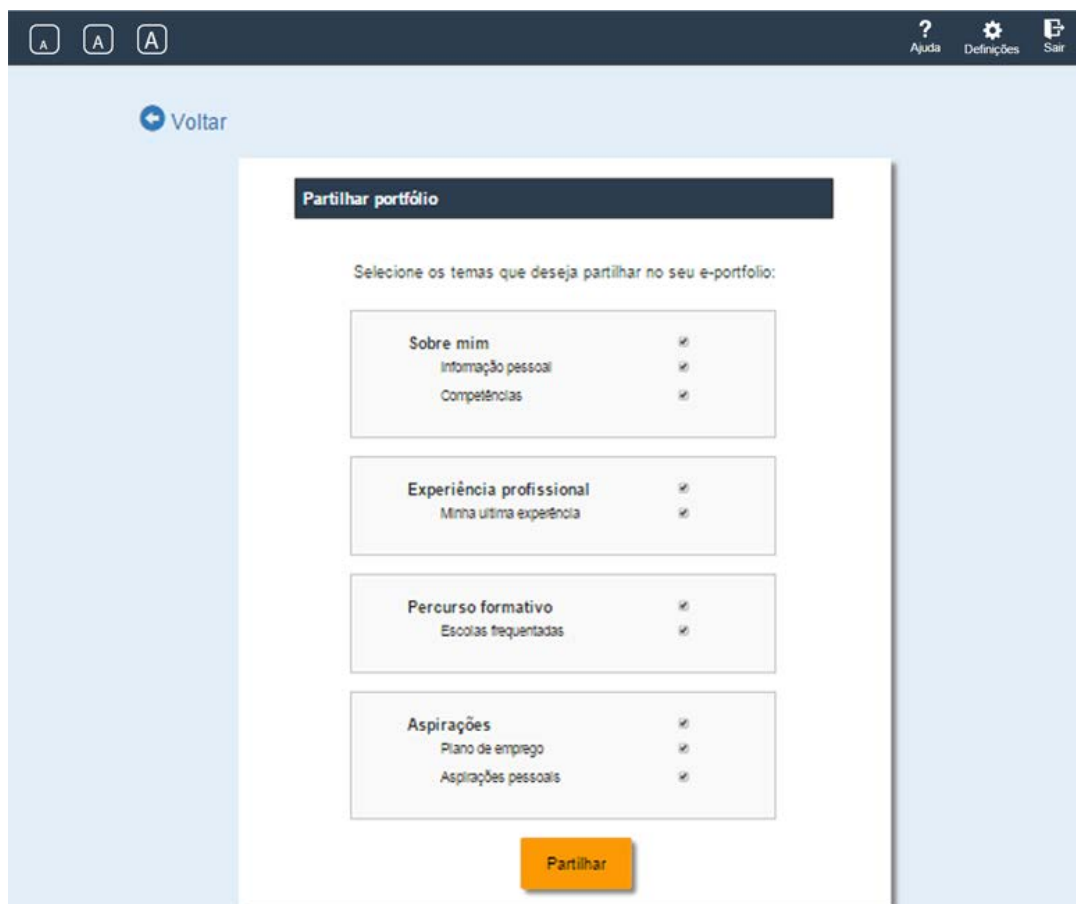 A A A ? Ajuda Definições Sair
Voltar
Partilhar portfólio
Selecione os temas que deseja partilhar no seu e-portfolio:
Sobre mim
Informação pessoal
Competências
Experiência profissional
Minha ultima experência
Percurso formativo
Escolas frequentadas
Aspirações
Plano de emprego
Aspirações pessoais
Partilhar